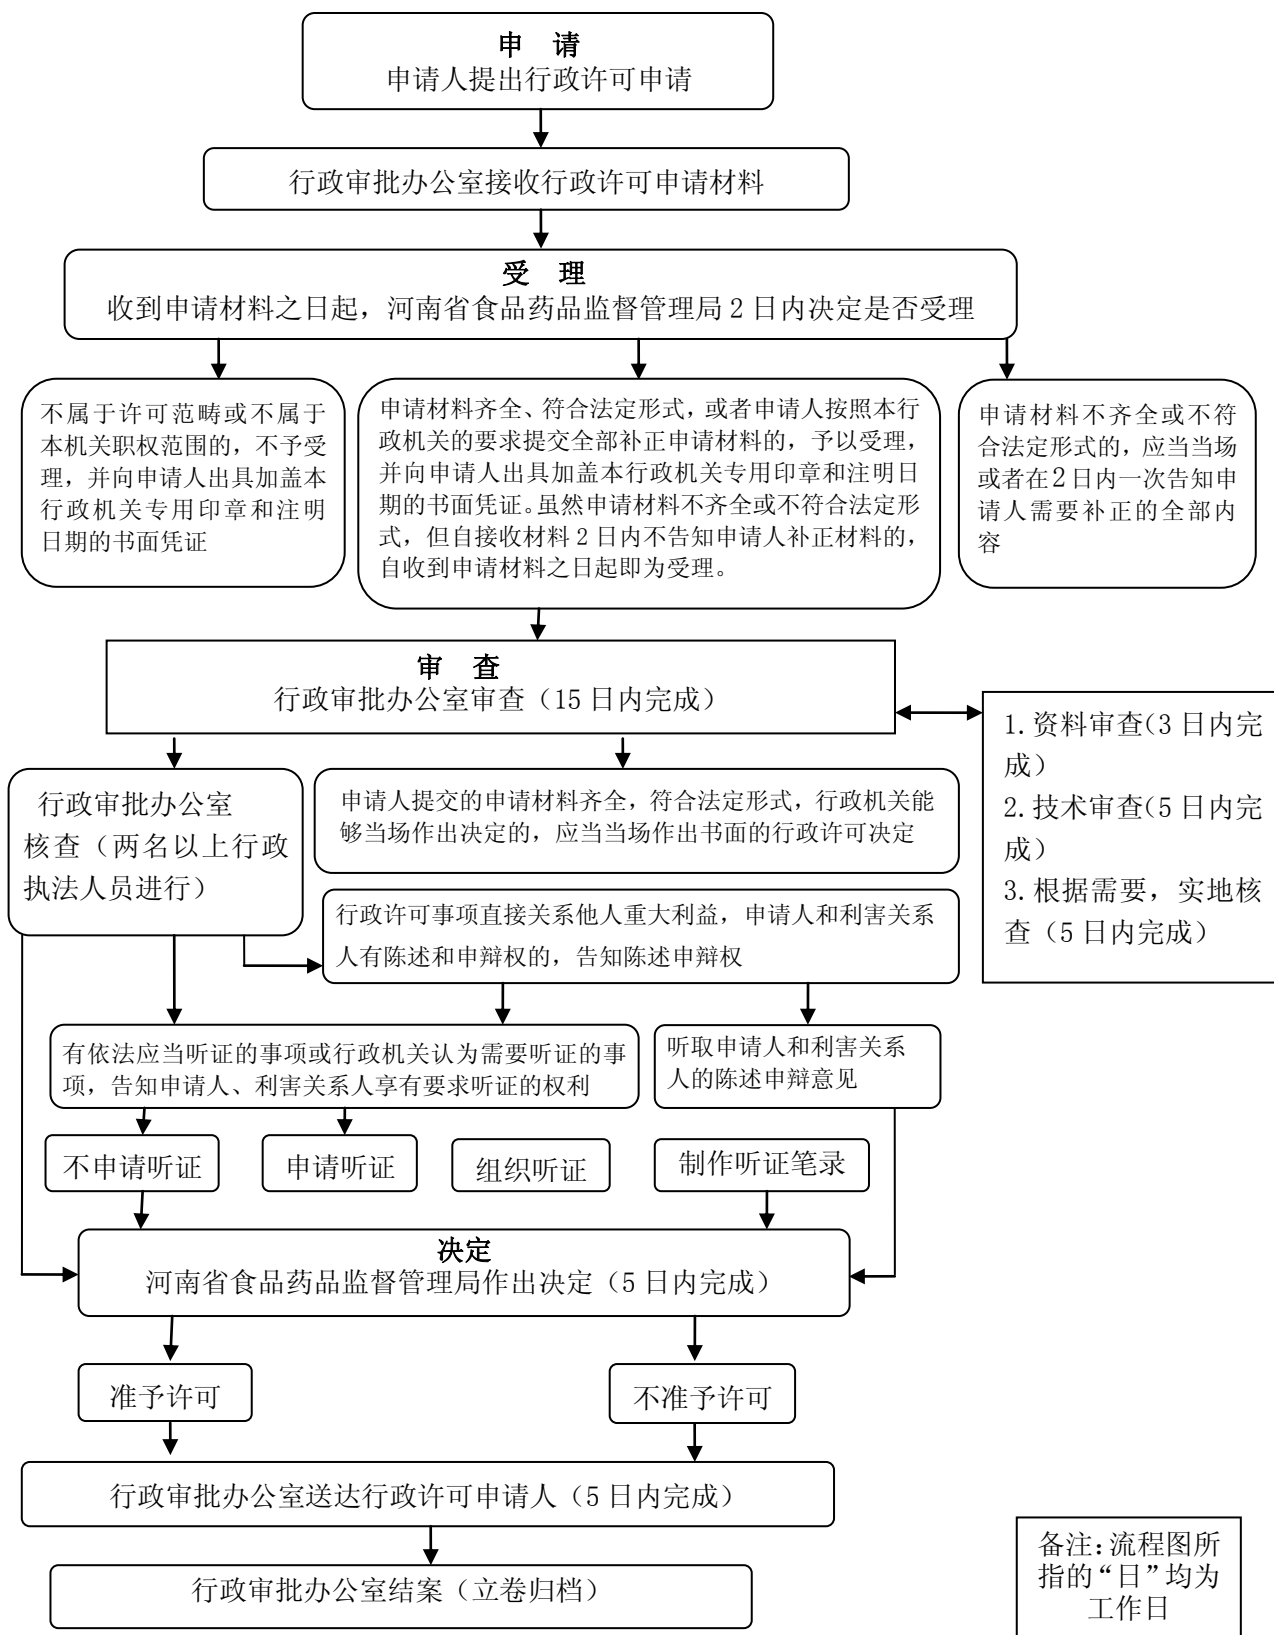 申 请
申请人提出行政许可申请
行政审批办公室接收行政许可申请材料
受 理
收到申请材料之日起，河南省食品药品监督管理局 2 日内决定是否受理
不属于许可范畴或不属于
本机关职权范围的，不予受
理，并向申请人出具加盖本
行政机关专用印章和注明
日期的书面凭证
申请材料齐全、符合法定形式，或者申请人按照本行
政机关的要求提交全部补正申请材料的，予以受理，
并向申请人出具加盖本行政机关专用印章和注明日
期的书面凭证。虽然申请材料不齐全或不符合法定形
式，但自接收材料 2 日内不告知申请人补正材料的，
自收到申请材料之日起即为受理。
申请材料不齐全或不符
合法定形式的，应当当场
或者在2日内一次告知申
请人需要补正的全部内
容
审 查
行政审批办公室审查（15 日内完成）
1.资料审查（3 日内完
成）
2.技术审查（5 日内完
成）
3.根据需要，实地核
查（5 日内完成）
行政审批办公室
核查（两名以上行政
执法人员进行）
申请人提交的申请材料齐全，符合法定形式，行政机关能
够当场作出决定的，应当当场作出书面的行政许可决定
行政许可事项直接关系他人重大利益，申请人和利害关系
人有陈述和申辩权的，告知陈述申辩权
有依法应当听证的事项或行政机关认为需要听证的事
项，告知申请人、利害关系人享有要求听证的权利
听取申请人和利害关系
人的陈述申辩意见
不申请听证
申请听证
组织听证
制作听证笔录
决定
河南省食品药品监督管理局作出决定（5 日内完成）
准予许可
不准予许可
行政审批办公室送达行政许可申请人（5 日内完成）
行政审批办公室结案（立卷归档）
备注：流程图所
指的“日”均为
工作日